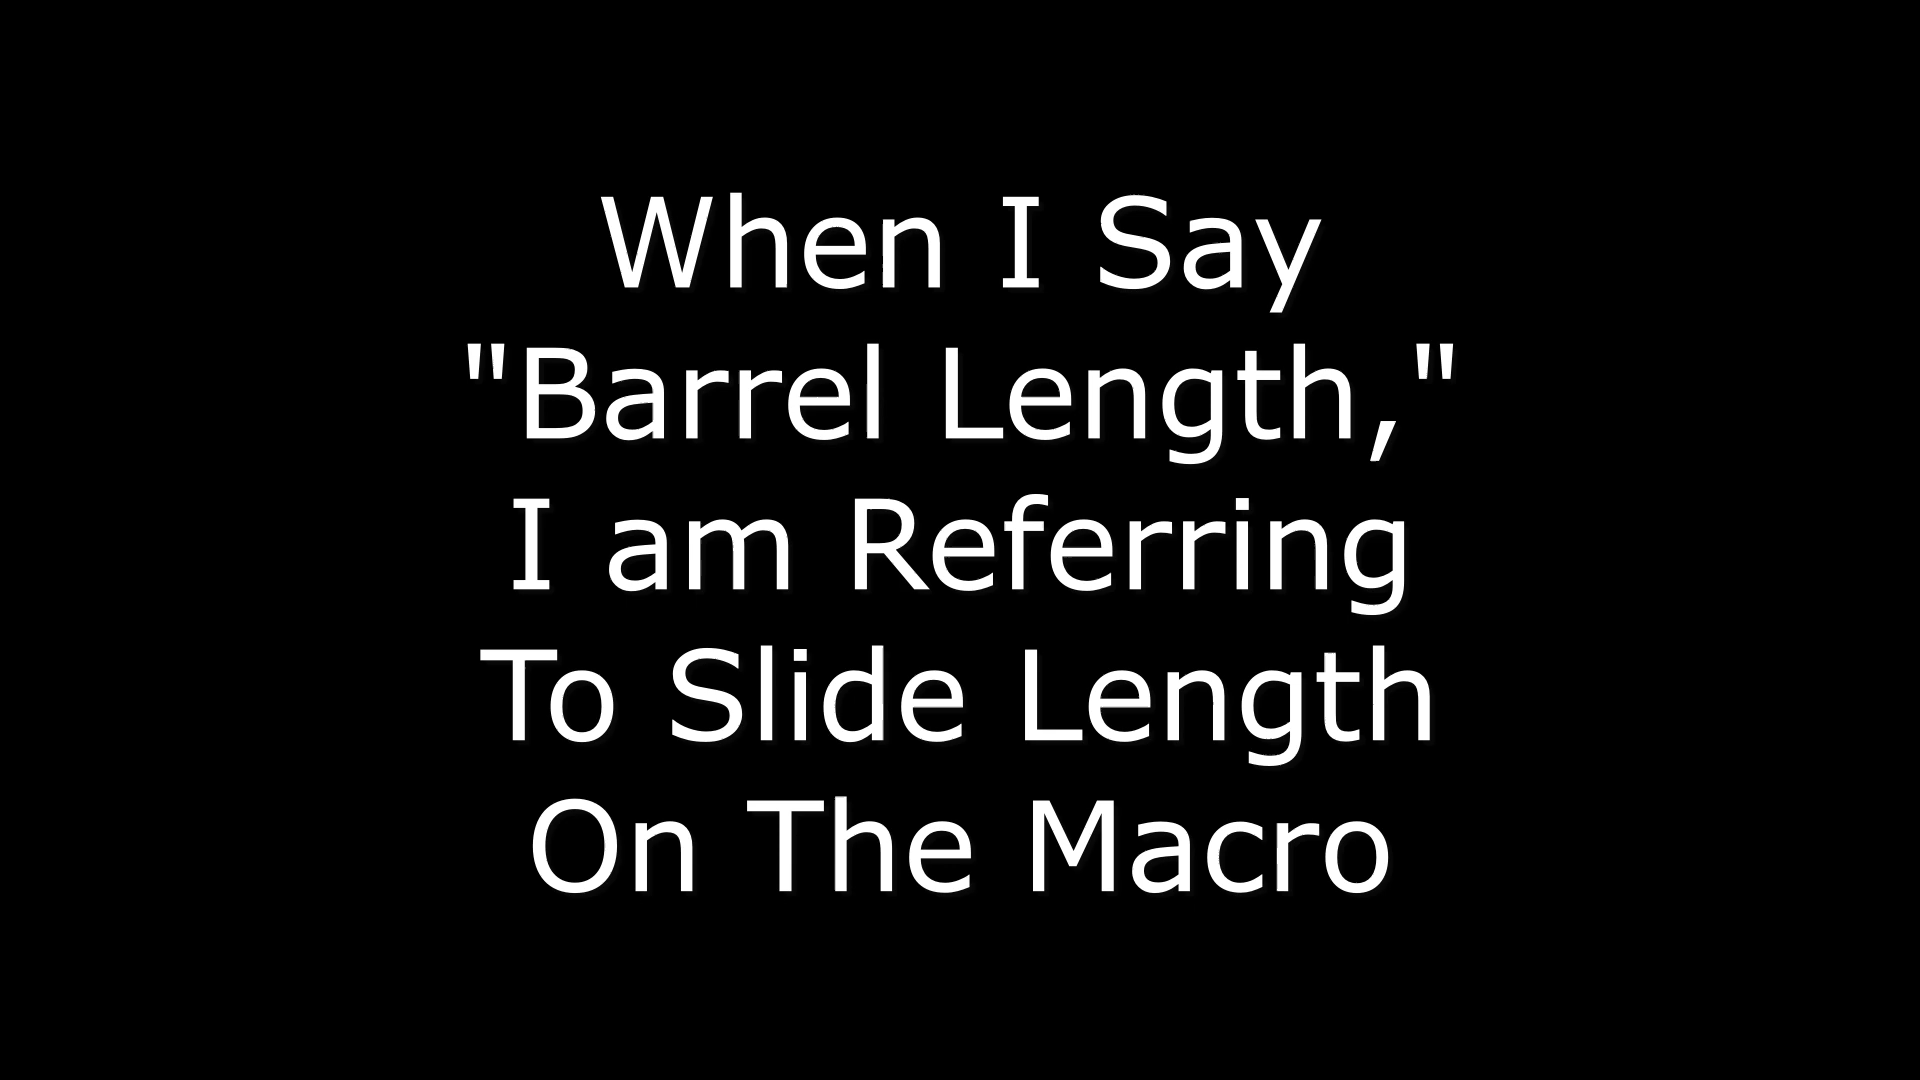 When I Say
"Barrel Length,"
I am Referring
To Slide Length
On The Macro